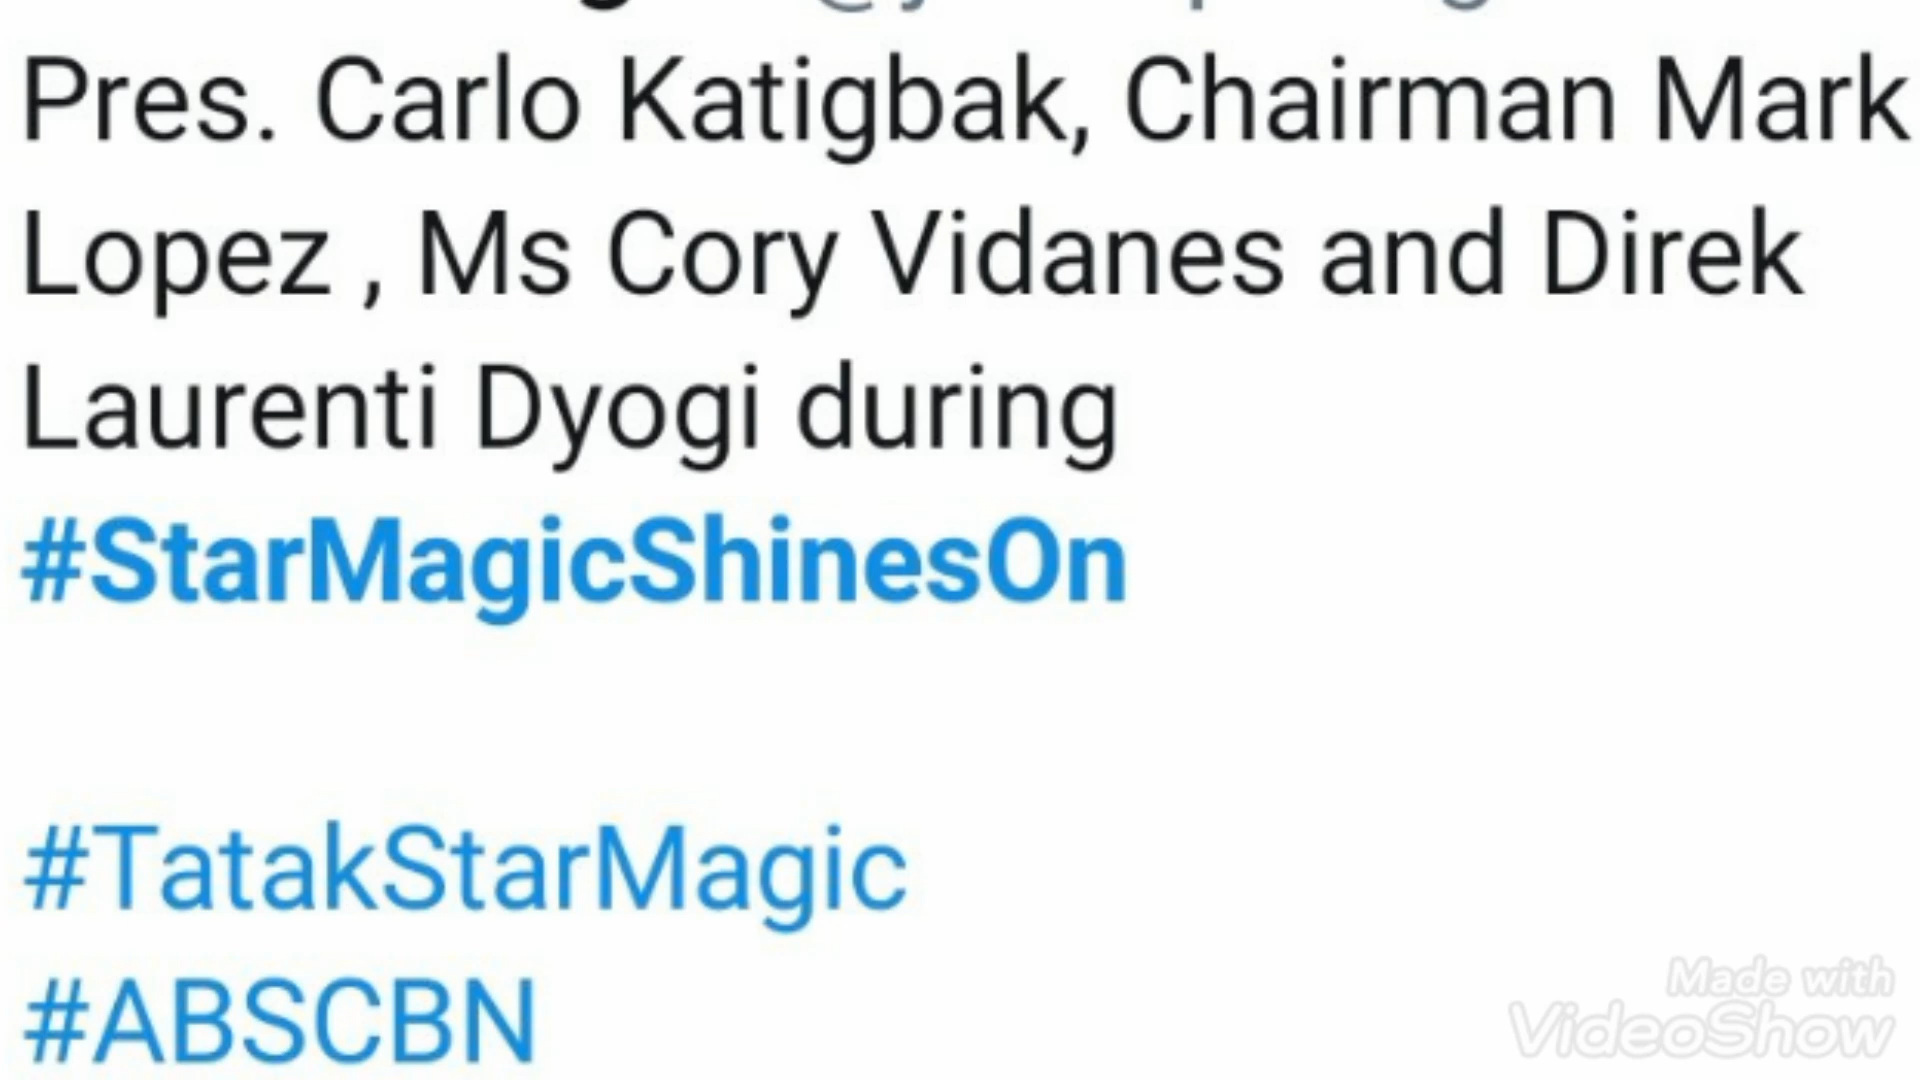 Pres. Carlo Katigbak, Chairman Mark
Lopez , Ms Cory Vidanes and Direk
Laurenti Dyogi during
#StarMagicShinesOn
#TatakStarMagic
#ABSCBN
Made with
VideoShow